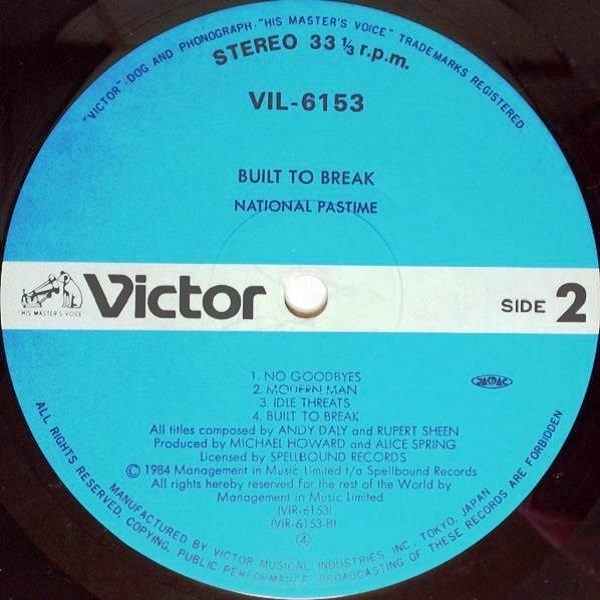 "VICTOR"·DOG AND PHONOGRAPH·"HIS MASTER'S VOICE" TRADEMARKS REGISTERED.
STEREO 33 1/3 r.p.m.
VIL-6153
BUILT TO BREAK
NATIONAL PASTIME
"HIS MASTER'S VOICE"
Victor
SIDE 2
1. NO GOODBYES
2. MODERN MAN
3. IDLE THREATS
4. BUILT TO BREAK
JASRAC
All titles composed by ANDY DALY and RUPERT SHEEN
Produced by MICHAEL HOWARD and ALICE SPRING
Licensed by SPELLBOUND RECORDS
© 1984 Management in Music Limited t/a Spellbound Records
All rights hereby reserved for the rest of the World by
Management in Music Limited
(VIR-6153)
(VIR-6153-B)
④
ALL RIGHTS RESERVED. COPYING, PUBLIC PERFORMANCE, BROADCASTING OF THESE RECORDS ARE FORBIDDEN.
MANUFACTURED BY VICTOR MUSICAL INDUSTRIES, INC., TOKYO, JAPAN